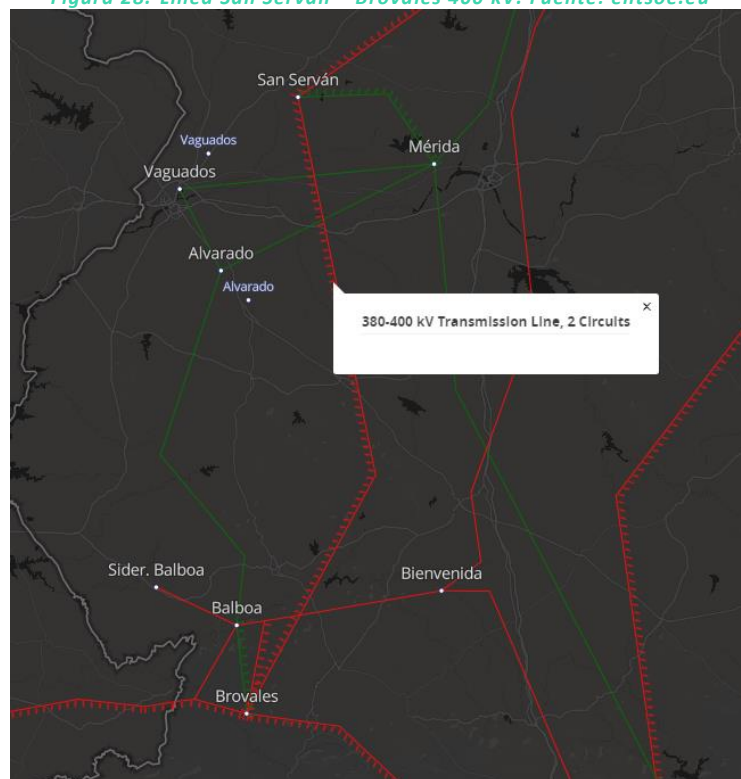 Figura 28. Línea San Serván – Brovales 400 kV. Fuente: entsoe.eu
San Serván
Vaguados
Mérida
Vaguados
Alvarado
Alvarado
×
380-400 kV Transmission Line, 2 Circuits
Sider. Balboa
Bienvenida
Balboa
Brovales